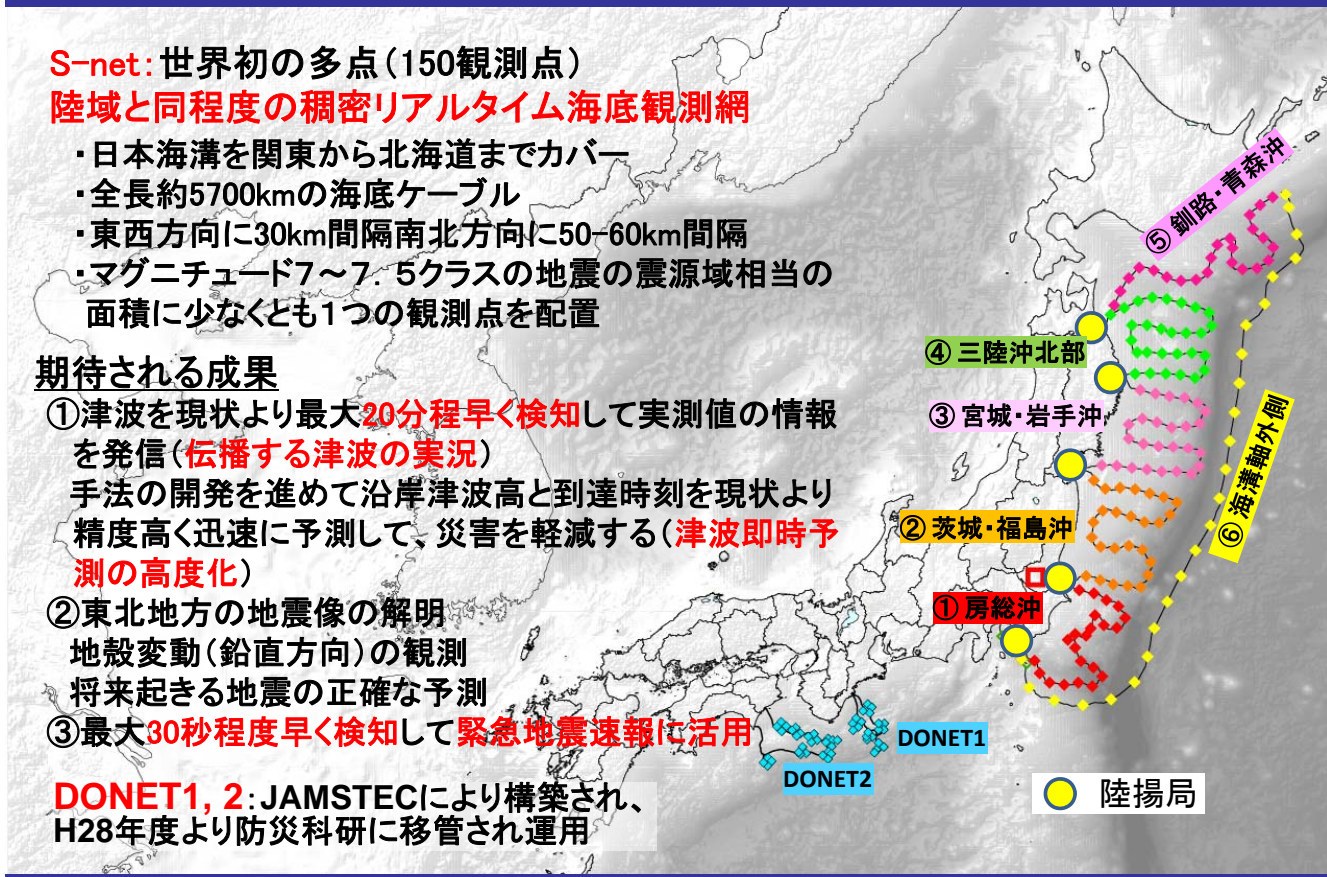 S-net:世界初の多点(150観測点)
陸域と同程度の稠密リアルタイム海底観測網
・日本海溝を関東から北海道までカバー
・全長約5700kmの海底ケーブル
・東西方向に30km間隔南北方向に50-60km間隔
・マグニチュード7~7.5クラスの地震の震源域相当の
面積に少なくとも1つの観測点を配置
期待される成果
①津波を現状より最大20分程早く検知して実測値の情報
を発信(伝播する津波の実況)
手法の開発を進めて沿岸津波高と到達時刻を現状より
精度高く迅速に予測して、災害を軽減する(津波即時予
測の高度化)
②東北地方の地震像の解明
地殻変動(鉛直方向)の観測
将来起きる地震の正確な予測
③最大30秒程度早く検知して緊急地震速報に活用
DONET1, 2:JAMSTECにより構築され、
H28年度より防災科研に移管され運用
⑤ 釧路・青森沖
④ 三陸沖北部
③ 宮城・岩手沖
⑥ 海溝軸外側
② 茨城・福島沖
① 房総沖
DONET1
DONET2
陸揚局